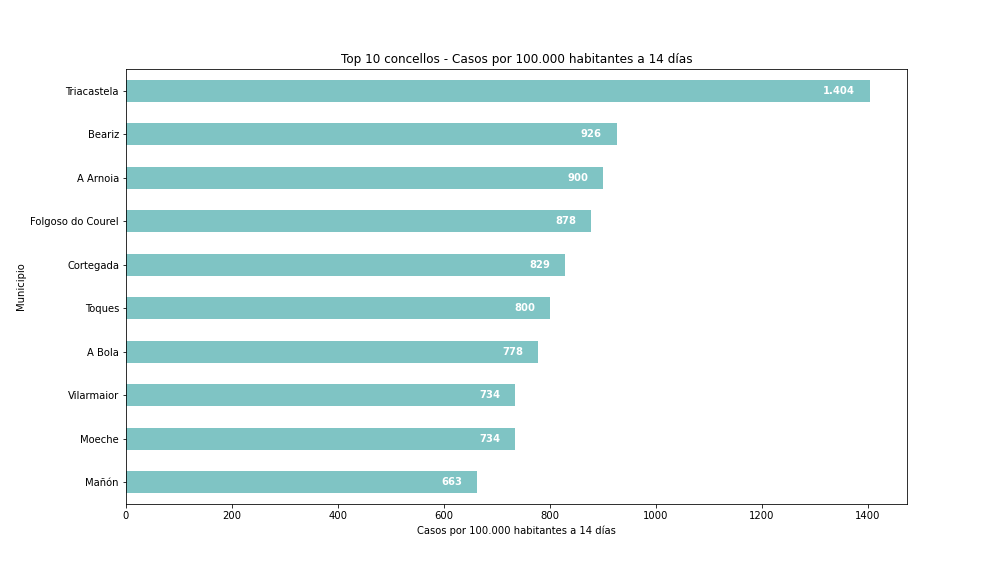 Top 10 concellos - Casos por 100.000 habitantes a 14 días
Municipio
Triacastela 1.404
Beariz 926
A Arnoia 900
Folgoso do Courel 878
Cortegada 829
Toques 800
A Bola 778
Vilarmaior 734
Moeche 734
Mañón 663
0 200 400 600 800 1000 1200 1400
Casos por 100.000 habitantes a 14 días